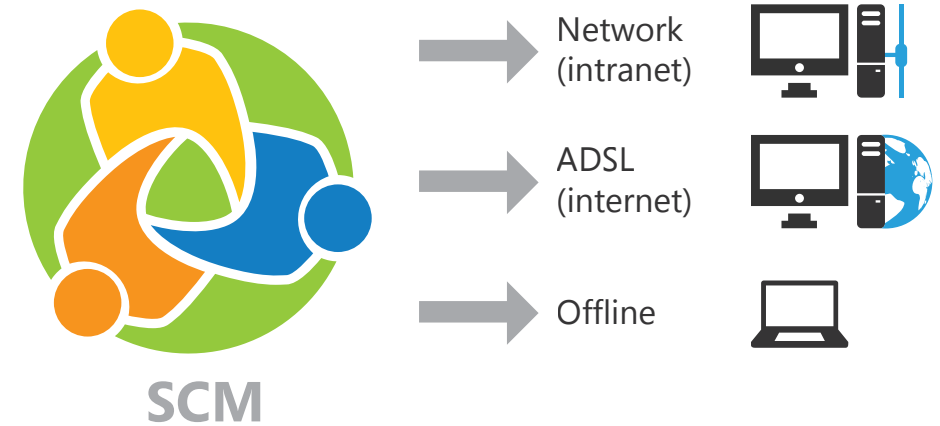 Network
(intranet)
ADSL
(internet)
Offline
SCM